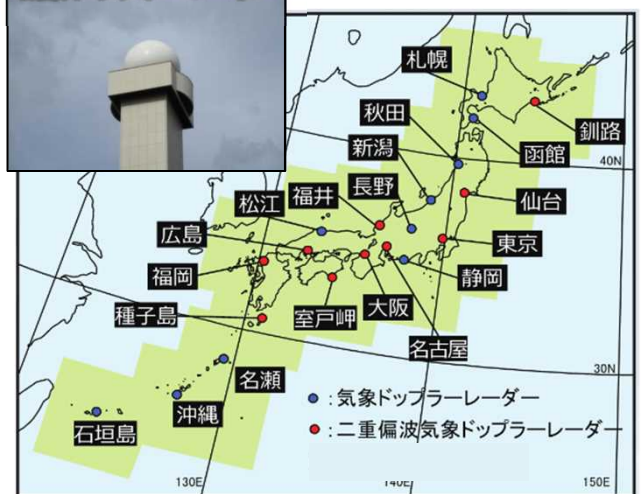 札幌
秋田
釧路
新潟
函館
40N
長野
福井
松江
仙台
広島
東京
福岡
静岡
種子島
室戸岬
大阪
名古屋
30N
名瀬
：気象ドップラーレーダー
沖縄
石垣島
：二重偏波気象ドップラーレーダー
130E
140E
150E